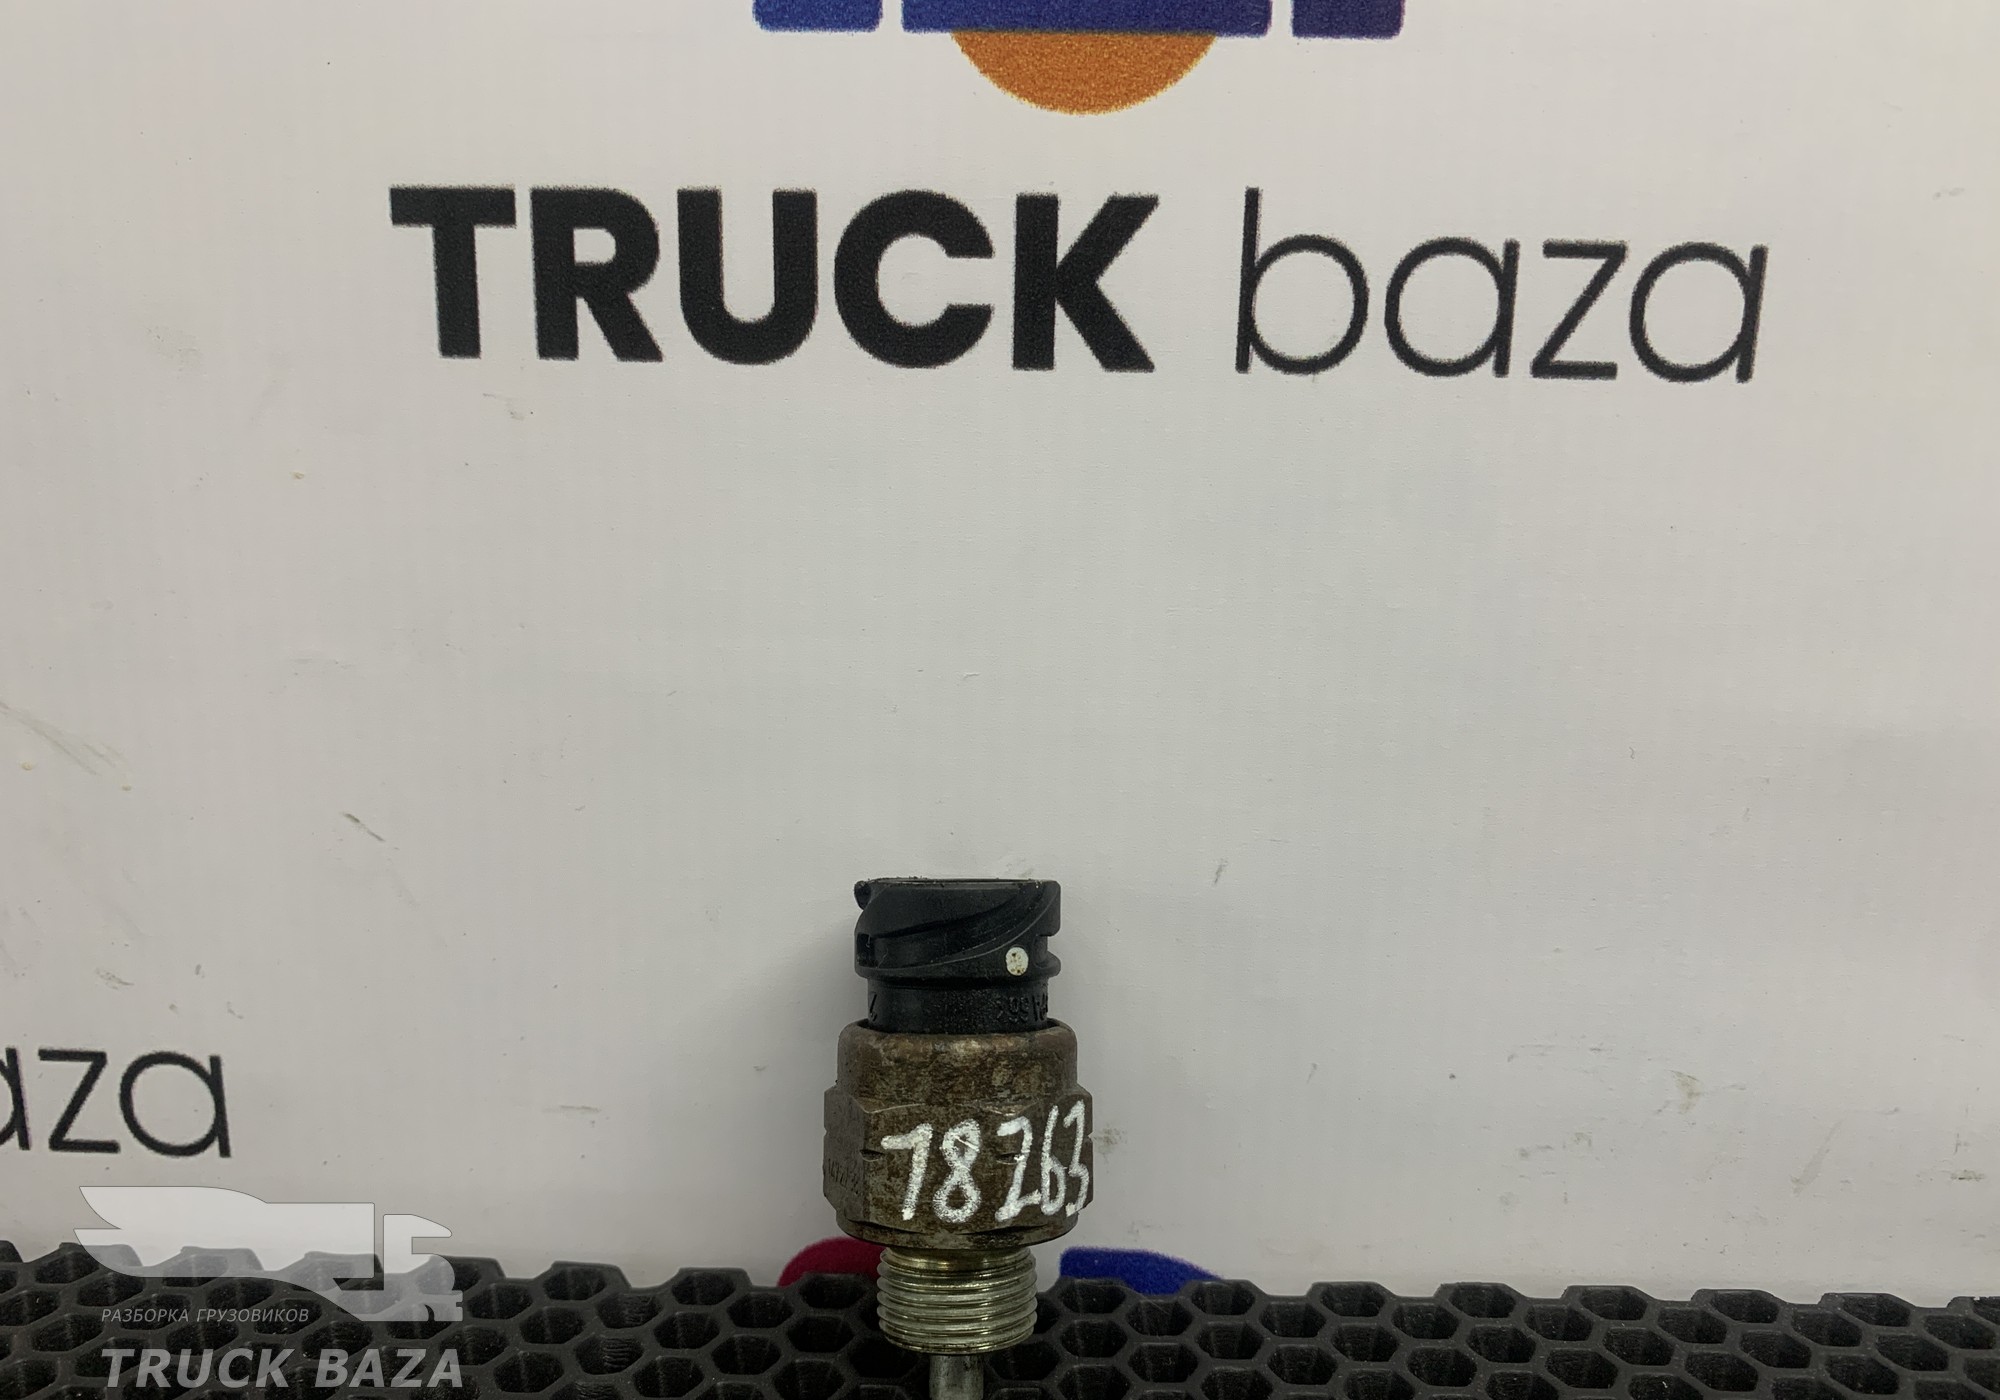 TRUCK baza
aza
78263
РАЗБОРКА ГРУЗОВИКОВ
TRUCK BAZA